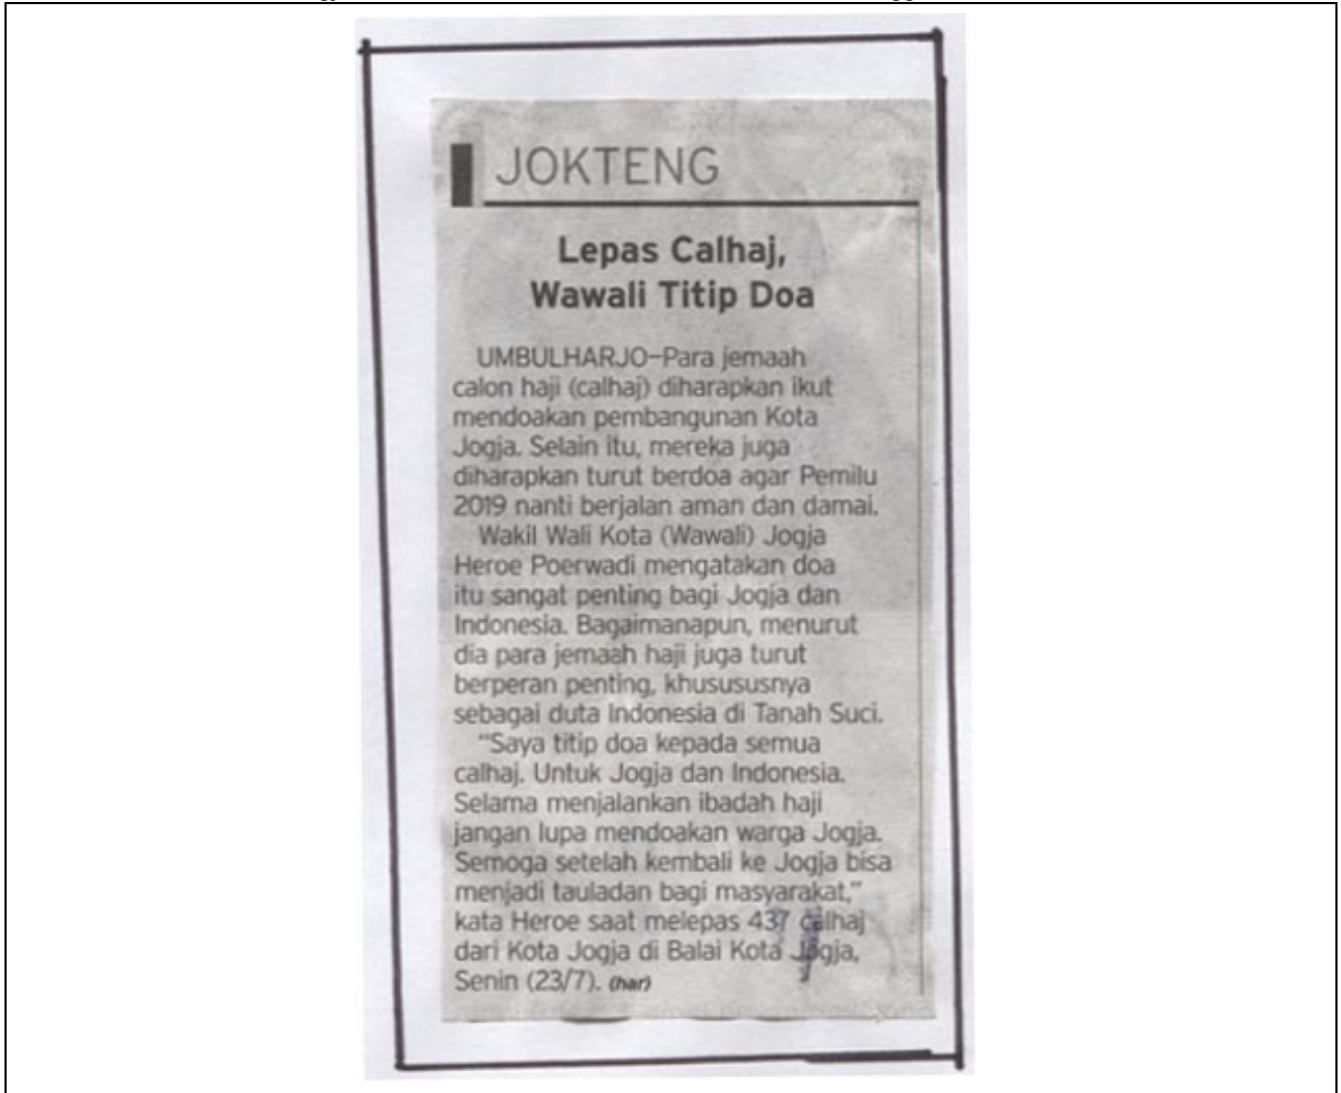 JOKTENG
Lepas Calhaj,
Wawali Titip Doa
UMBULHARJO–Para jemaah
calon haji (calhaj) diharapkan ikut
mendoakan pembangunan Kota
Jogja. Selain itu, mereka juga
diharapkan turut berdoa agar Pemilu
2019 nanti berjalan aman dan damai.
Wakil Wali Kota (Wawali) Jogja
Heroe Poerwadi mengatakan doa
itu sangat penting bagi Jogja dan
Indonesia. Bagaimanapun, menurut
dia para jemaah haji juga turut
berperan penting, khusususnya
sebagai duta Indonesia di Tanah Suci.
“Saya titip doa kepada semua
calhaj. Untuk Jogja dan Indonesia.
Selama menjalankan ibadah haji
jangan lupa mendoakan warga Jogja.
Semoga setelah kembali ke Jogja bisa
menjadi tauladan bagi masyarakat,”
kata Heroe saat melepas 437 calhaj
dari Kota Jogja di Balai Kota Jogja,
Senin (23/7). (har)